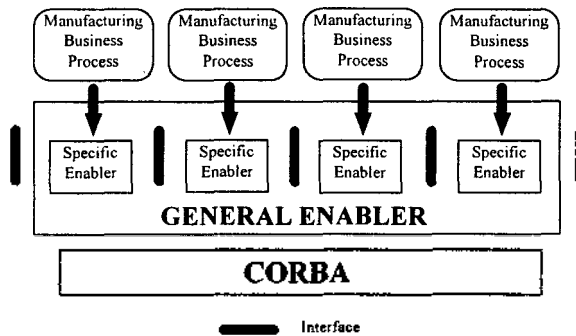 Manufacturing Business Process
Manufacturing Business Process
Manufacturing Business Process
Manufacturing Business Process
Specific Enabler
Specific Enabler
Specific Enabler
Specific Enabler
GENERAL ENABLER
CORBA
Interface